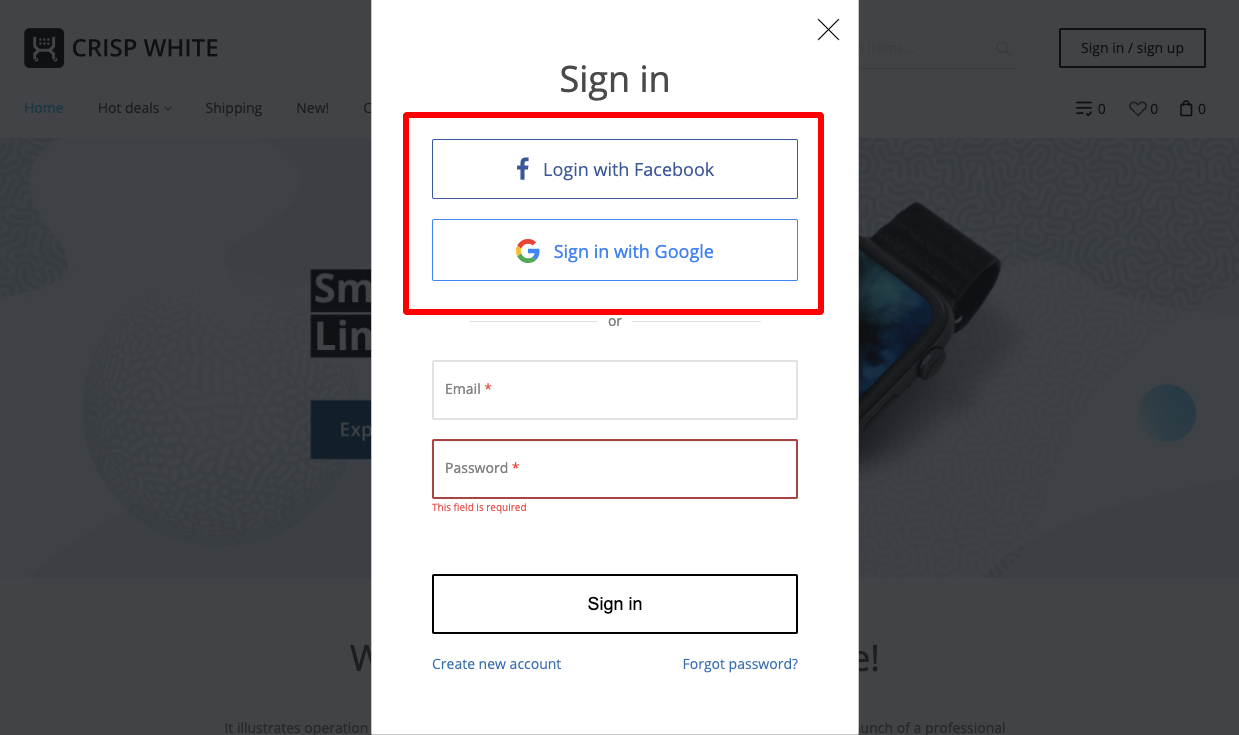 CRISP WHITE
Sign in / sign up
Home
Hot deals
Shipping
New!
C
0
0
0
Sign in
Login with Facebook
Sign in with Google
or
Email *
Password *
This field is required
Sign in
Create new account
Forgot password?
Sm
Lim
Exp
W
e!
It illustrates operation
unch of a professional